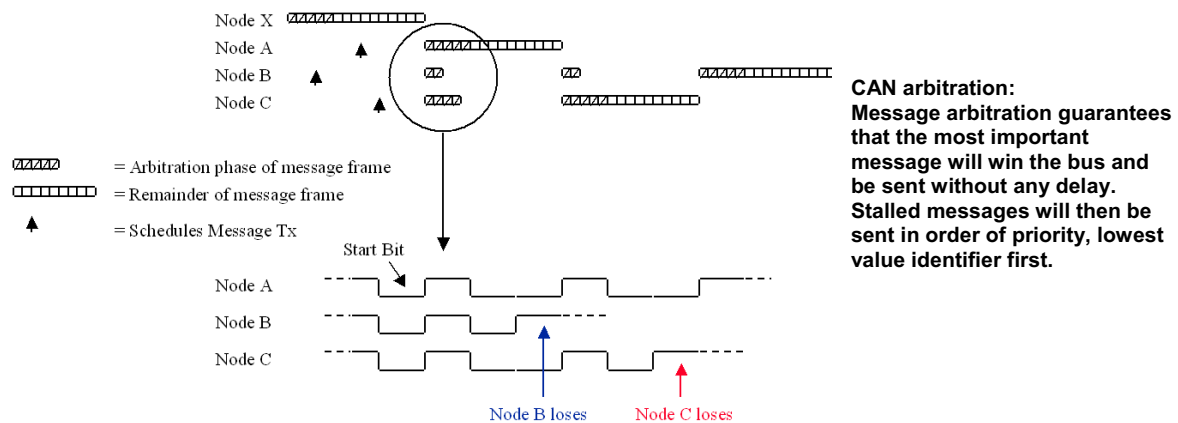 Node X
Node A
Node B
Node C
= Arbitration phase of message frame
= Remainder of message frame
= Schedules Message Tx
Start Bit
Node A
Node B
Node C
Node B loses
Node C loses
CAN arbitration:
Message arbitration guarantees
that the most important
message will win the bus and
be sent without any delay.
Stalled messages will then be
sent in order of priority, lowest
value identifier first.